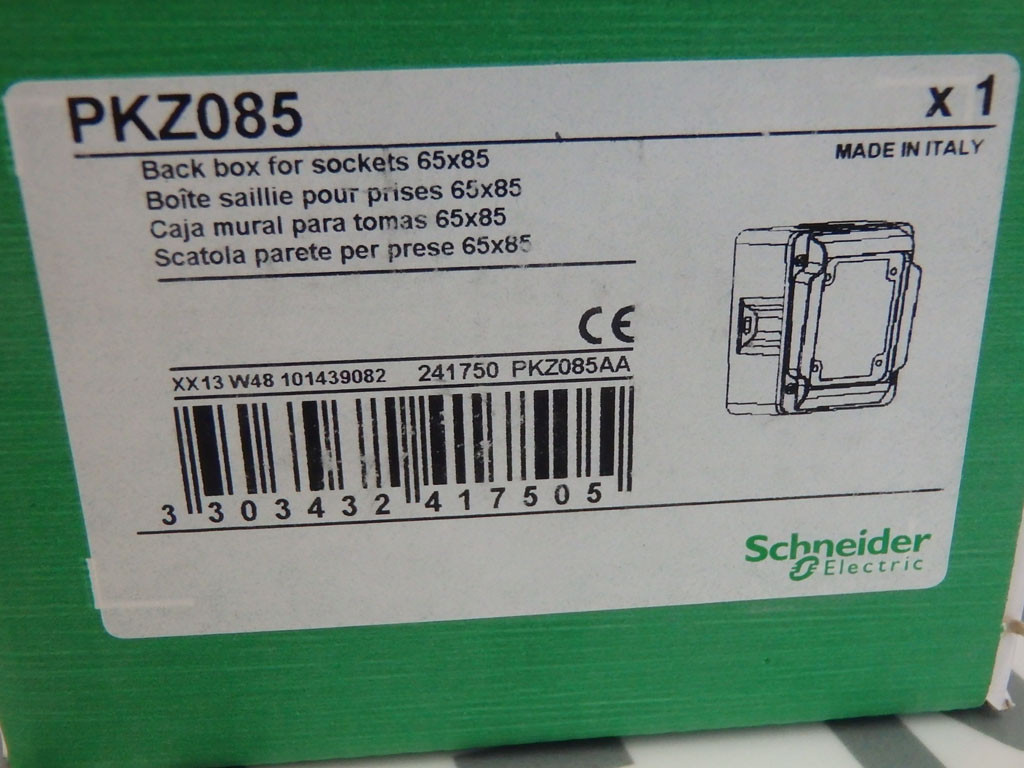 PKZ085
x 1
MADE IN ITALY
Back box for sockets 65x85
Boîte saillie pour prises 65x85
Caja mural para tomas 65x85
Scatola parete per prese 65x85
CE
XX13 W48 101439082 241750 PKZ085AA
3 303432 417505
Schneider
Electric